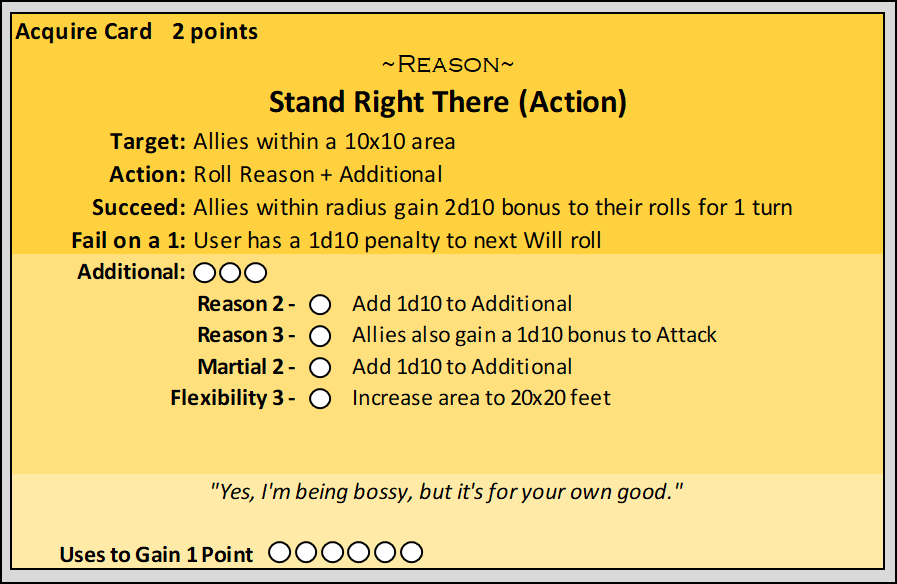 Acquire Card 2 points
~Reason~
Stand Right There (Action)
Target: Allies within a 10x10 area
Action: Roll Reason + Additional
Succeed: Allies within radius gain 2d10 bonus to their rolls for 1 turn
Fail on a 1: User has a 1d10 penalty to next Will roll
Additional:
Reason 2 - Add 1d10 to Additional
Reason 3 - Allies also gain a 1d10 bonus to Attack
Martial 2 - Add 1d10 to Additional
Flexibility 3 - Increase area to 20x20 feet
"Yes, I'm being bossy, but it's for your own good."
Uses to Gain 1 Point